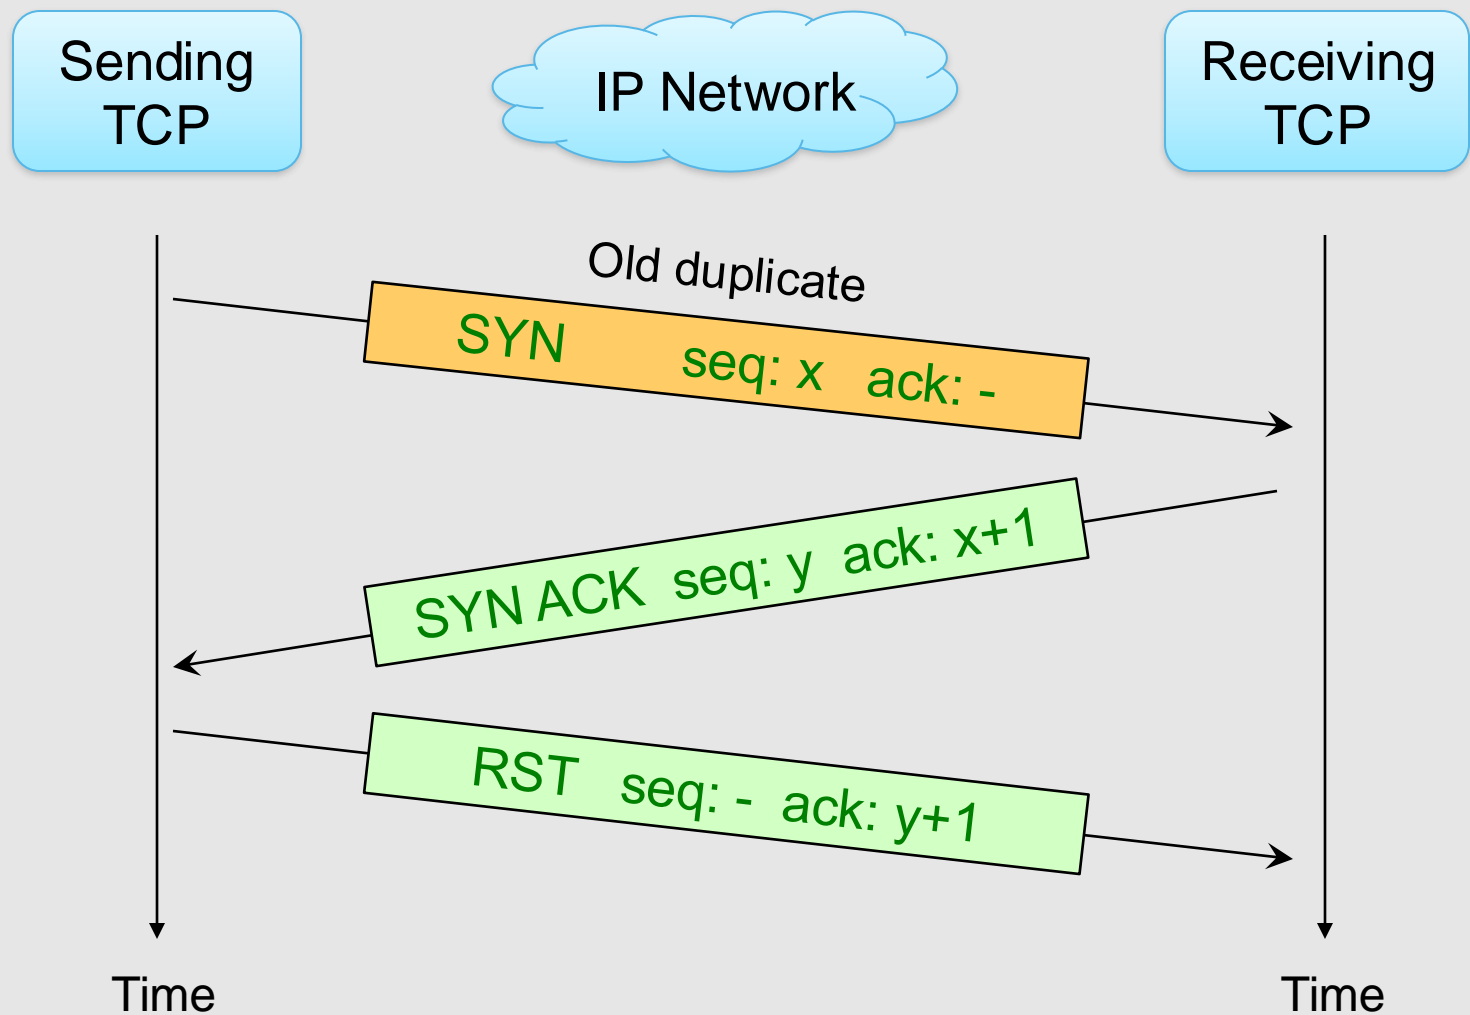 Sending
TCP
IP Network
Receiving
TCP
Old duplicate
SYN seq: x ack: -
SYN ACK seq: y ack: x+1
RST seq: - ack: y+1
Time
Time